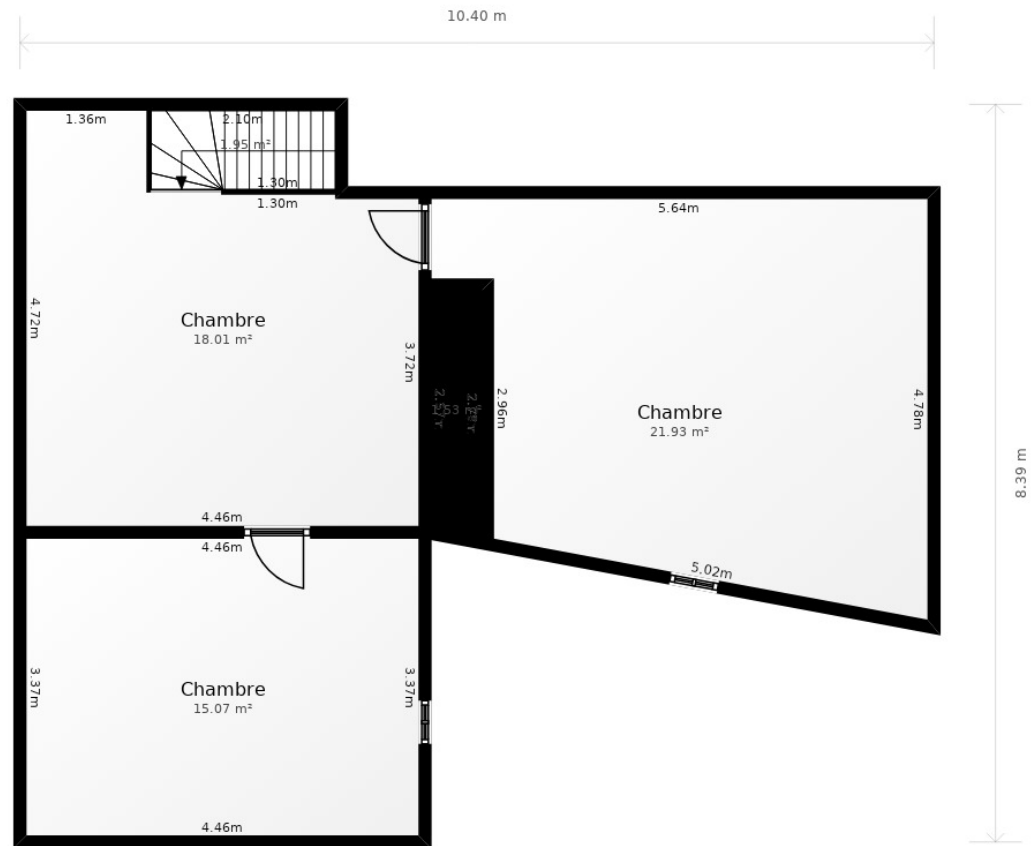 10.40 m
1.36m
2.10m
1.95 m²
1.30m
1.30m
5.64m
8.39 m
4.72m
Chambre
18.01 m²
3.72m
2.96m
Chambre
21.93 m²
4.78m
4.46m
4.46m
5.02m
3.37m
Chambre
15.07 m²
3.37m
4.46m